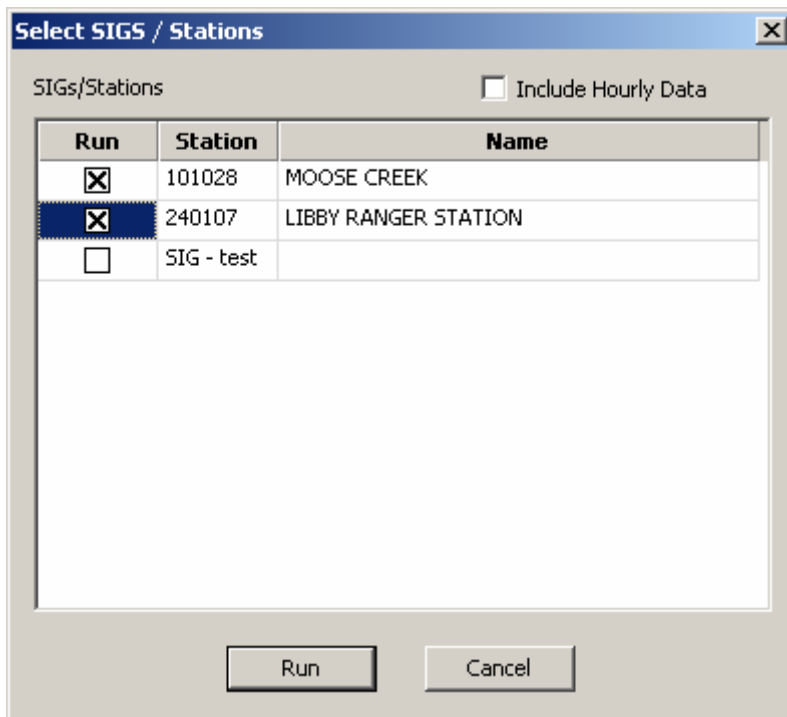 Select SIGS / Stations
SIGs/Stations Include Hourly Data
Run Station Name
101028 MOOSE CREEK
240107 LIBBY RANGER STATION
SIG - test
Run Cancel